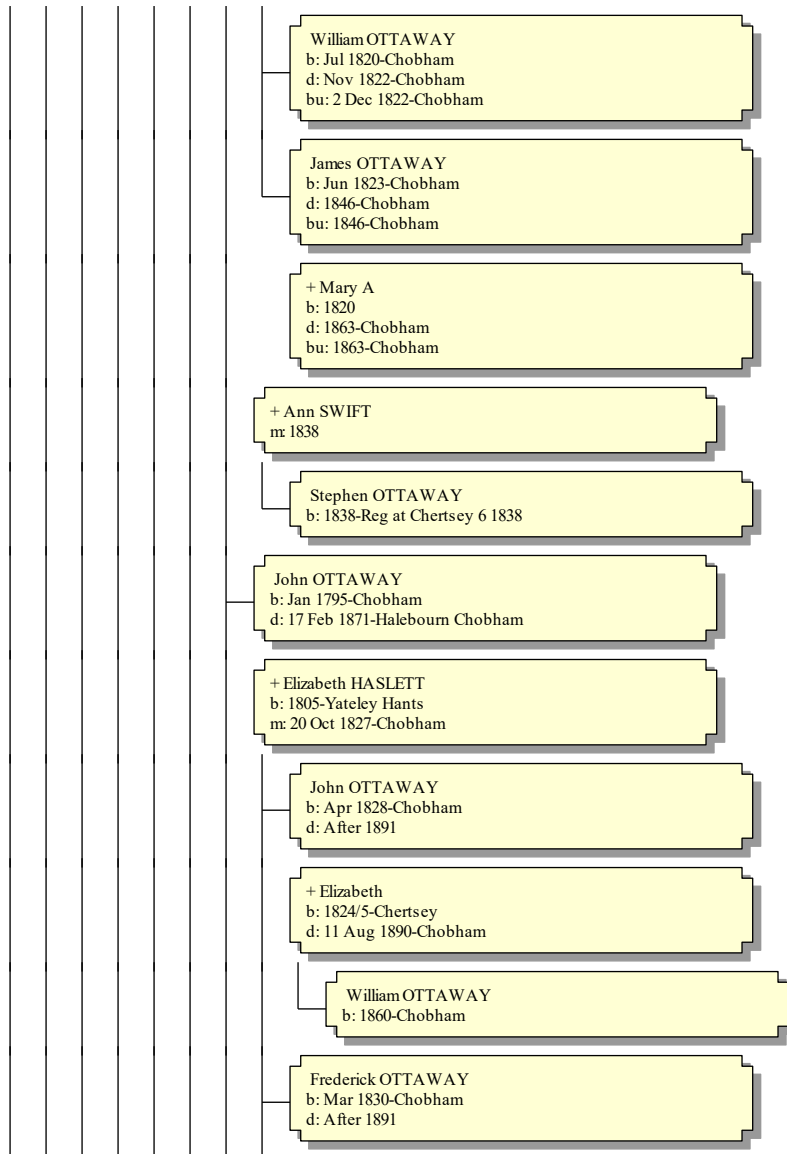 William OTTAWAY
b: Jul 1820-Chobham
d: Nov 1822-Chobham
bu: 2 Dec 1822-Chobham
James OTTAWAY
b: Jun 1823-Chobham
d: 1846-Chobham
bu: 1846-Chobham
+ Mary A
b: 1820
d: 1863-Chobham
bu: 1863-Chobham
+ Ann SWIFT
m: 1838
Stephen OTTAWAY
b: 1838-Reg at Chertsey 6 1838
John OTTAWAY
b: Jan 1795-Chobham
d: 17 Feb 1871-Halebourn Chobham
+ Elizabeth HASLETT
b: 1805-Yateley Hants
m: 20 Oct 1827-Chobham
John OTTAWAY
b: Apr 1828-Chobham
d: After 1891
+ Elizabeth
b: 1824/5-Chertsey
d: 11 Aug 1890-Chobham
William OTTAWAY
b: 1860-Chobham
Frederick OTTAWAY
b: Mar 1830-Chobham
d: After 1891